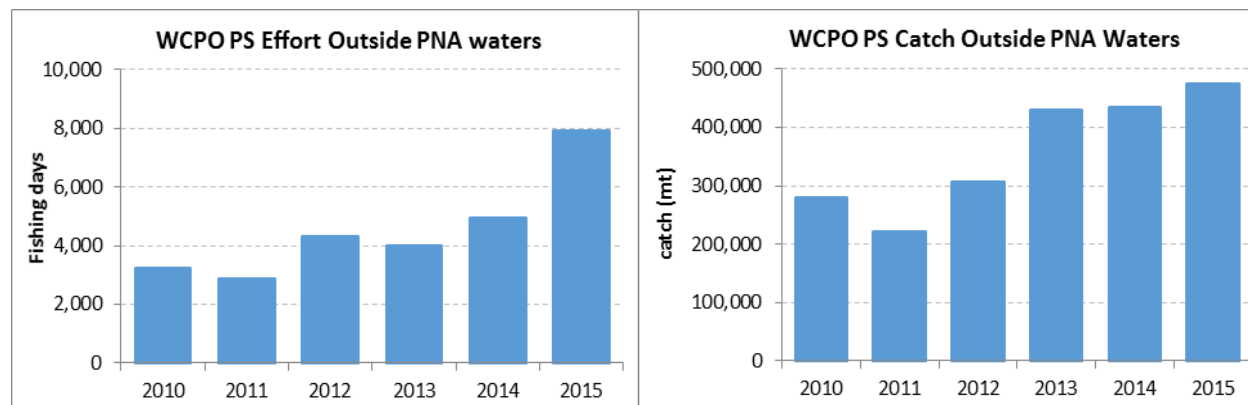 WCPO PS Effort Outside PNA waters
10,000
8,000
6,000
4,000
2,000
0
Fishing days
2010 2011 2012 2013 2014 2015
WCPO PS Catch Outside PNA Waters
500,000
400,000
300,000
200,000
100,000
0
catch (mt)
2010 2011 2012 2013 2014 2015